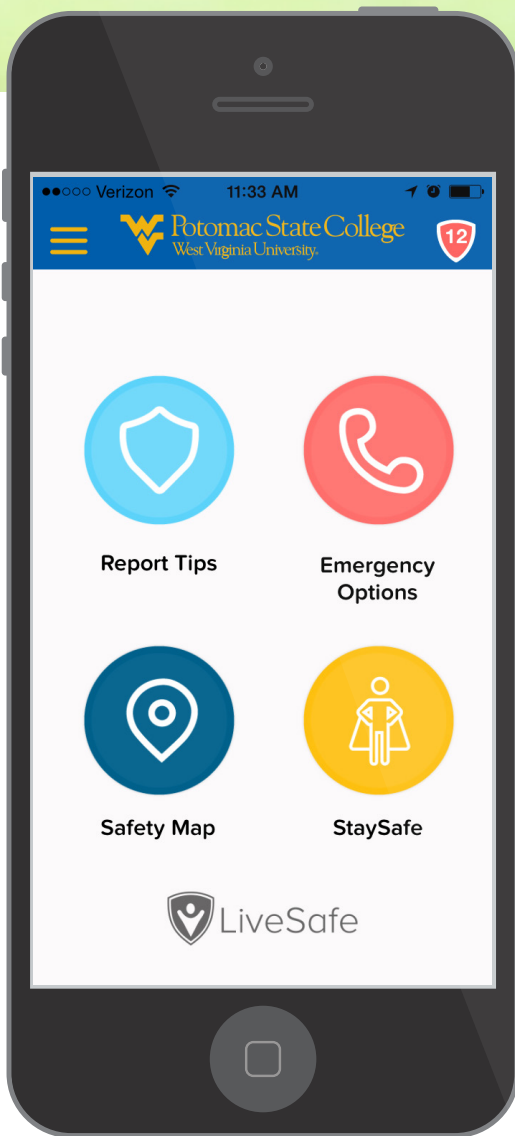 Verizon 11:33 AM
Potomac State College
West Virginia University.
12
Report Tips
Emergency
Options
Safety Map
StaySafe
LiveSafe